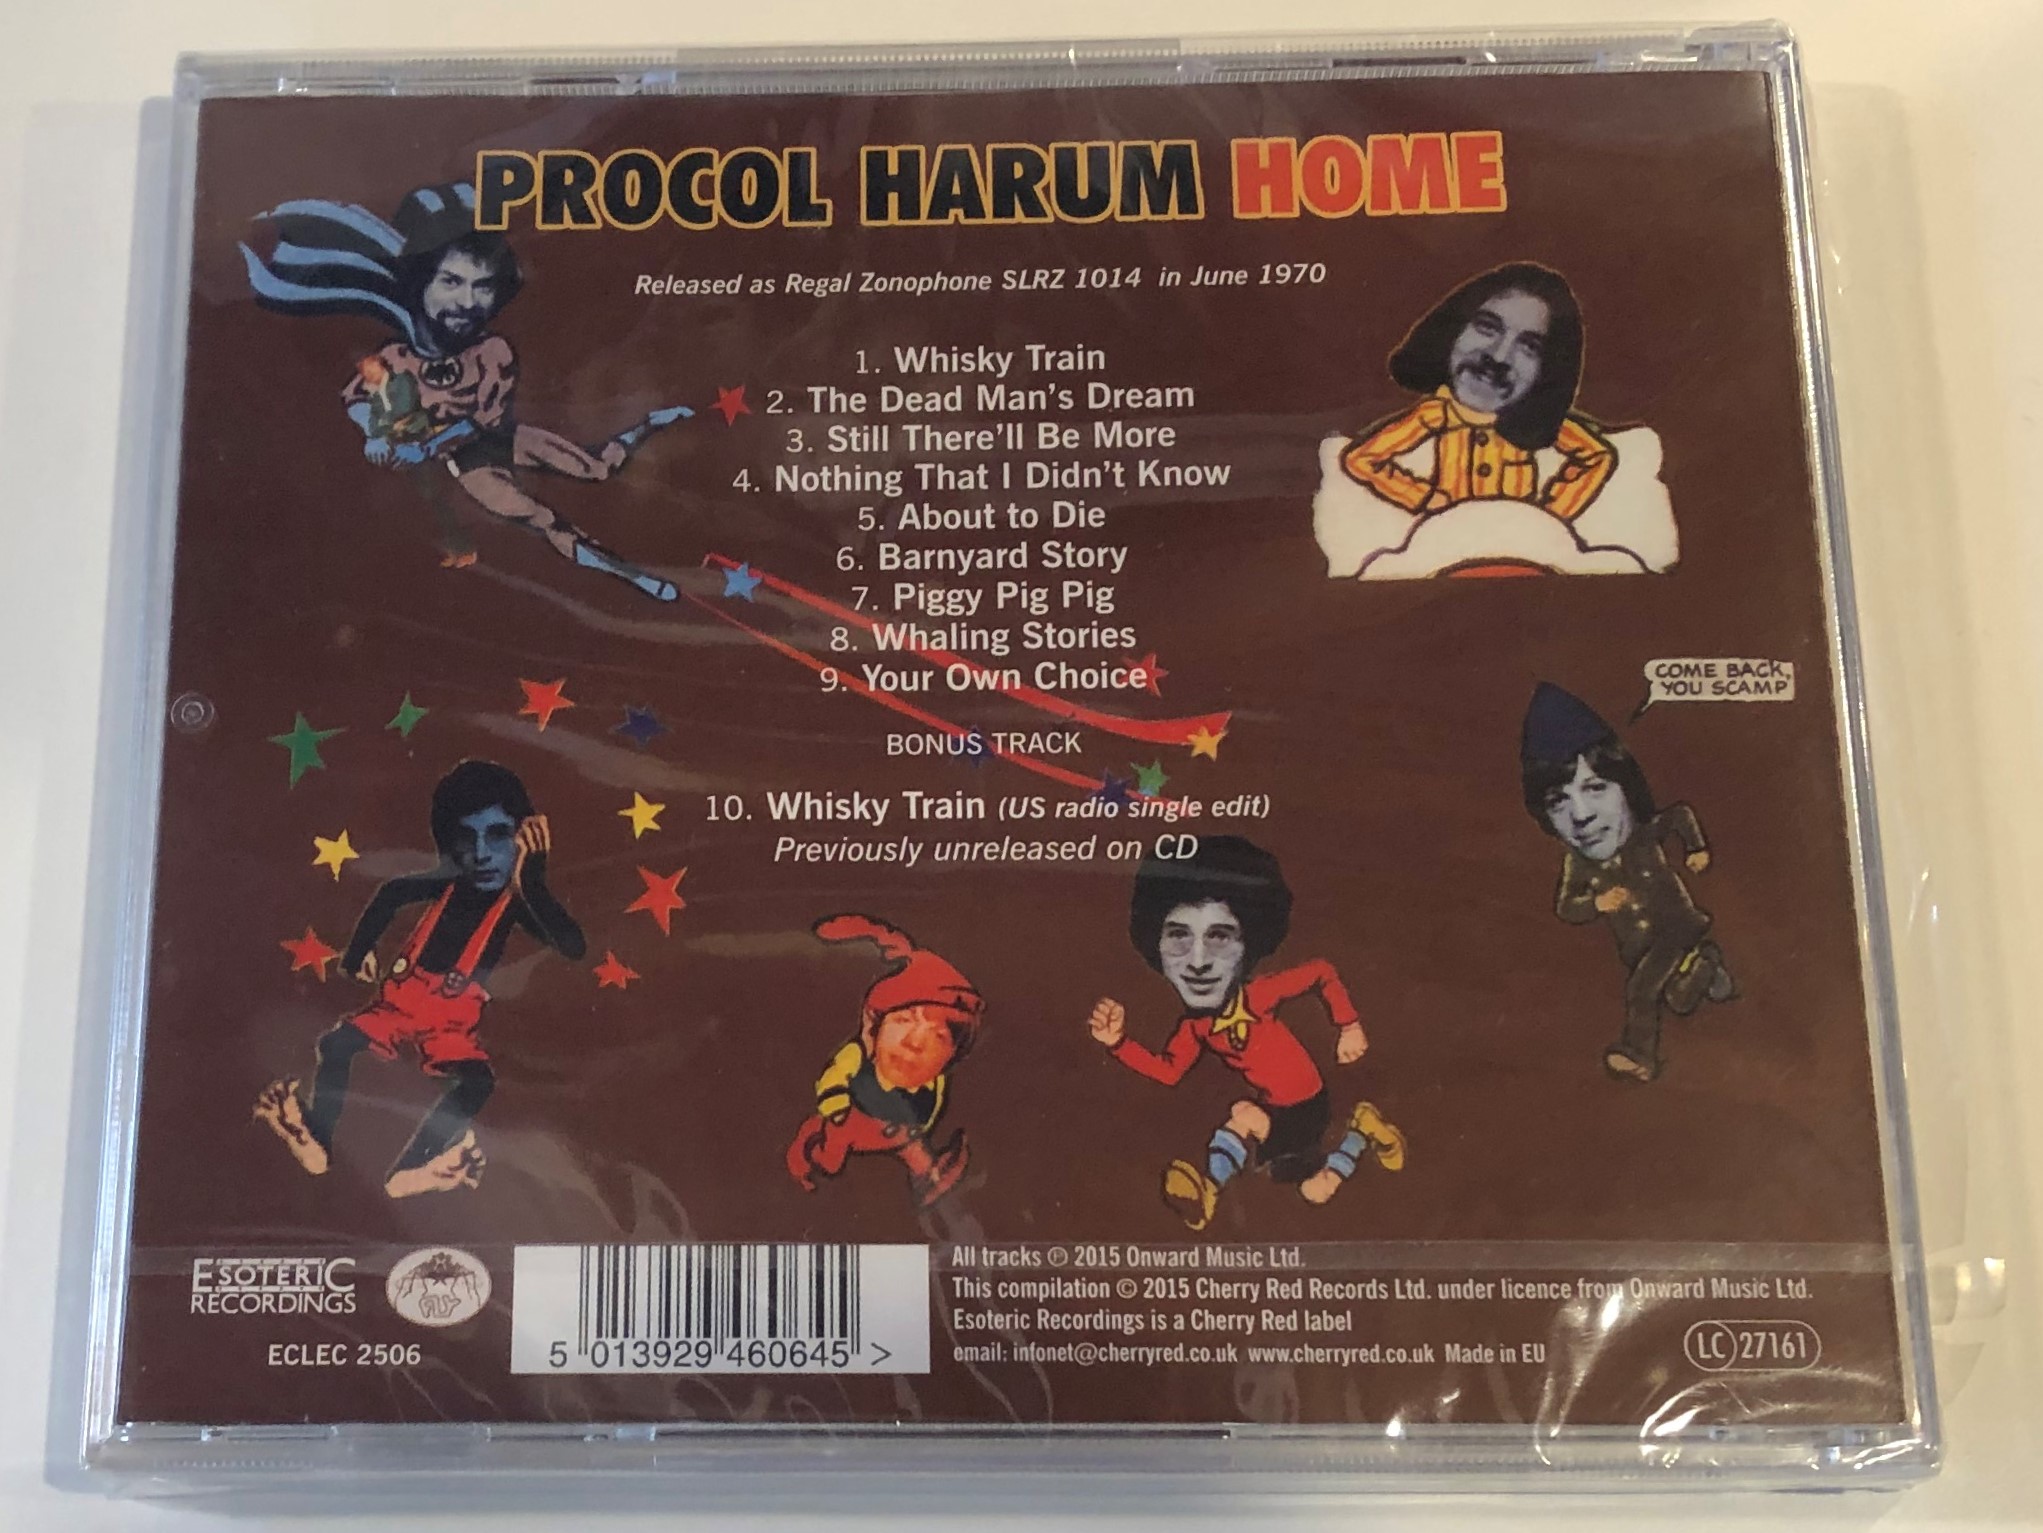 PROCOL HARUM HOME
Released as Regal Zonophone SLRZ 1014 in June 1970
1. Whisky Train
2. The Dead Man's Dream
3. Still There'll Be More
4. Nothing That I Didn't Know
5. About to Die
6. Barnyard Story
7. Piggy Pig Pig
8. Whaling Stories
9. Your Own Choice
COME BACK,
YOU SCAMP
BONUS TRACK
10. Whisky Train (US radio single edit)
Previously unreleased on CD
ESOTERIC
RECORDINGS
ECLEC 2506
5 013929 460645 >
All tracks ℗ 2015 Onward Music Ltd.
This compilation © 2015 Cherry Red Records Ltd. under licence from Onward Music Ltd.
Esoteric Recordings is a Cherry Red label
email: infonet@cherryred.co.uk www.cherryred.co.uk Made in EU
LC 27161